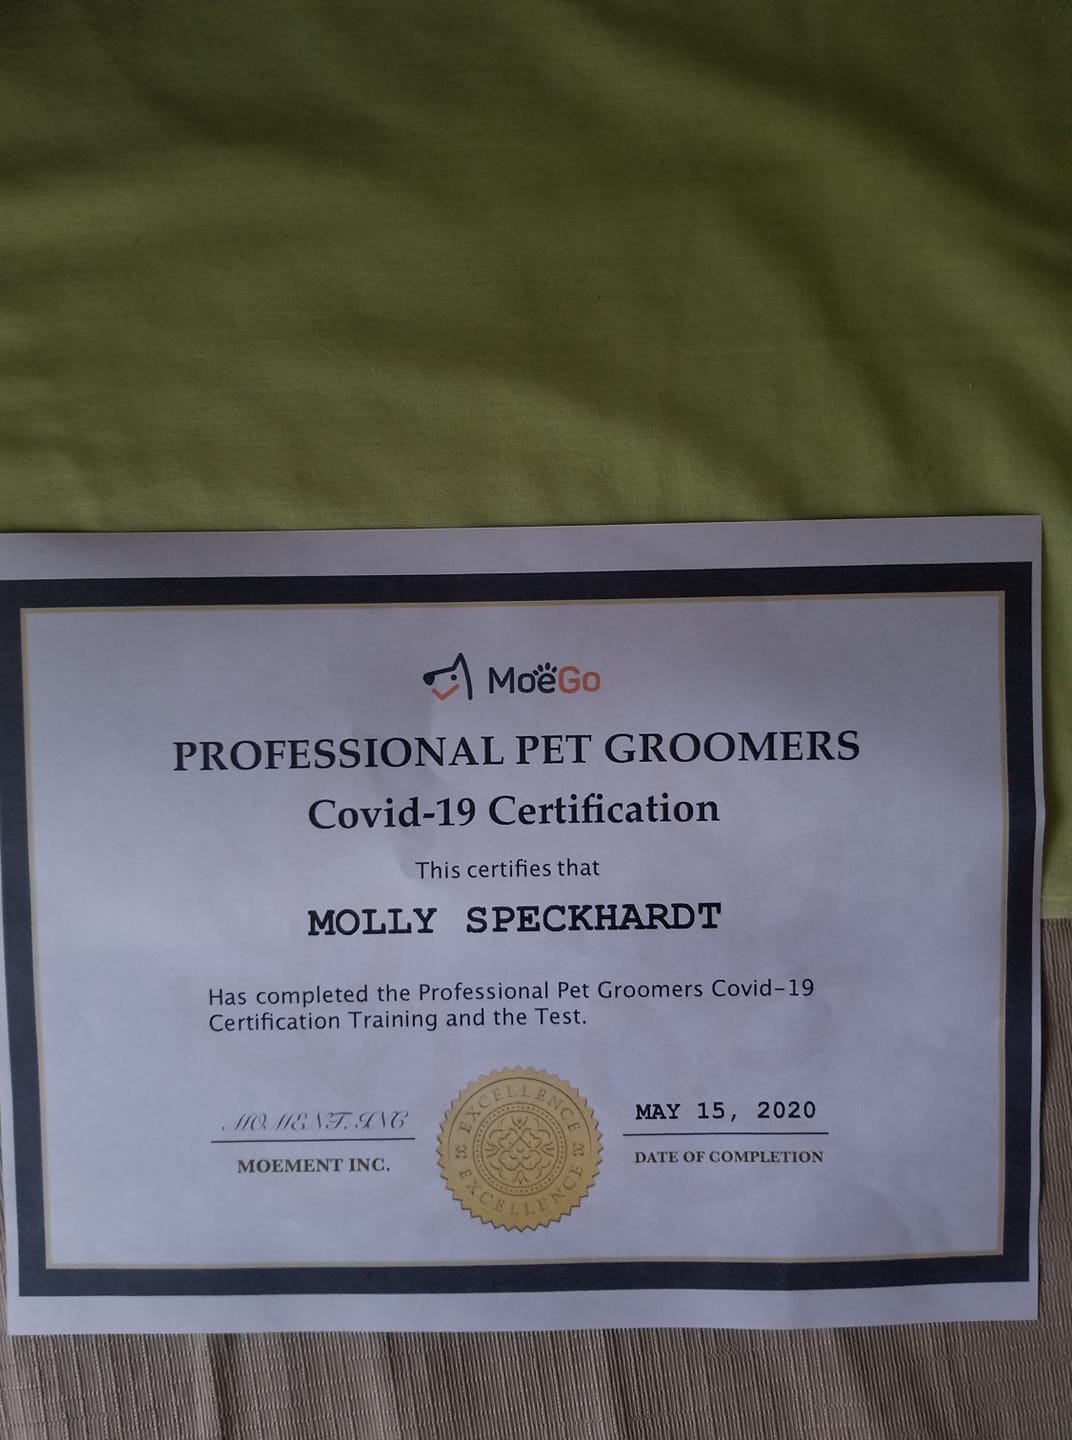 MoeGo
PROFESSIONAL PET GROOMERS
Covid-19 Certification
This certifies that
MOLLY SPECKHARDT
Has completed the Professional Pet Groomers Covid-19
Certification Training and the Test.
MOMENT.INC
MOEMENT INC.
EXCELLENCE
EXCELLENCE
MAY 15, 2020
DATE OF COMPLETION